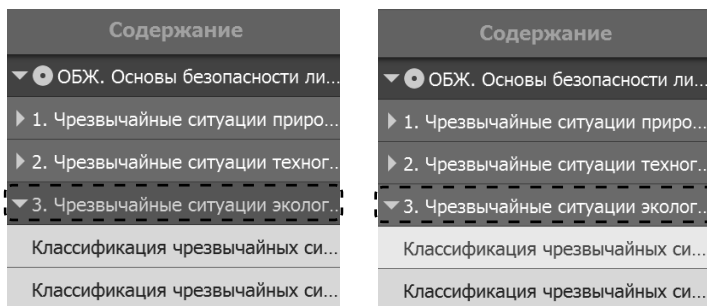 Содержание
ОБЖ. Основы безопасности ли...
1. Чрезвычайные ситуации приро...
2. Чрезвычайные ситуации техног...
3. Чрезвычайные ситуации эколог...
Классификация чрезвычайных си...
Классификация чрезвычайных си...
Содержание
ОБЖ. Основы безопасности ли...
1. Чрезвычайные ситуации приро...
2. Чрезвычайные ситуации техног...
3. Чрезвычайные ситуации эколог...
Классификация чрезвычайных си...
Классификация чрезвычайных си...